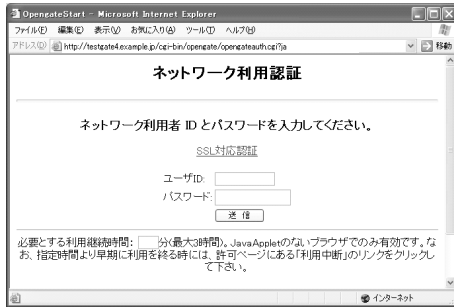 OpengateStart - Microsoft Internet Explorer
ファイル(F) 編集(E) 表示(V) お気に入り(A) ツール(T) ヘルプ(H)
アドレス(D) http://testgate4.example.jp/cgi-bin/opengate/opengateauth.cgi?ja 移動
ネットワーク利用認証
ネットワーク利用者 ID とパスワードを入力してください。
SSL対応認証
ユーザID:
パスワード:
送 信
必要とする利用継続時間: 分(最大3時間)。JavaAppletのないブラウザでのみ有効です。な
お、指定時間より早期に利用を終る時には、許可ページにある「利用中断」のリンクをクリックし
て下さい。
インターネット